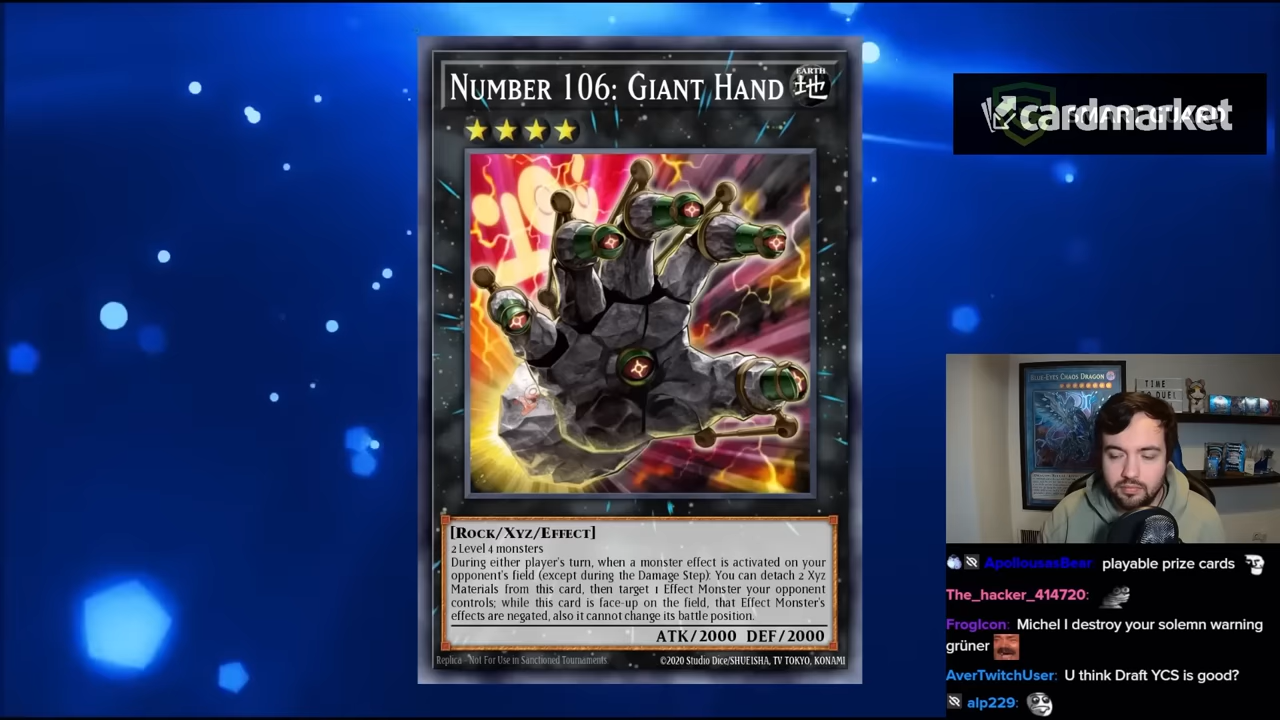 NUMBER 106: GIANT HAND
EARTH
地
[ROCK/XYZ/EFFECT]
2 Level 4 monsters
During either player's turn, when a monster effect is activated on your
opponent's field (except during the Damage Step): You can detach 2 Xyz
Materials from this card, then target 1 Effect Monster your opponent
controls; while this card is face-up on the field, that Effect Monster's
effects are negated, also it cannot change its battle position.
ATK/2000 DEF/2000
Replica - Not For Use in Sanctioned Tournaments
©2020 Studio Dice/SHUEISHA, TV TOKYO, KONAMI
cardmarket
BLUE-EYES CHAOS DRAGON
TIME
DUEL
ApollousasBear: playable prize cards
The_hacker_414720:
FrogIcon: Michel I destroy your solemn warning
grüner
AverTwitchUser: U think Draft YCS is good?
alp229: